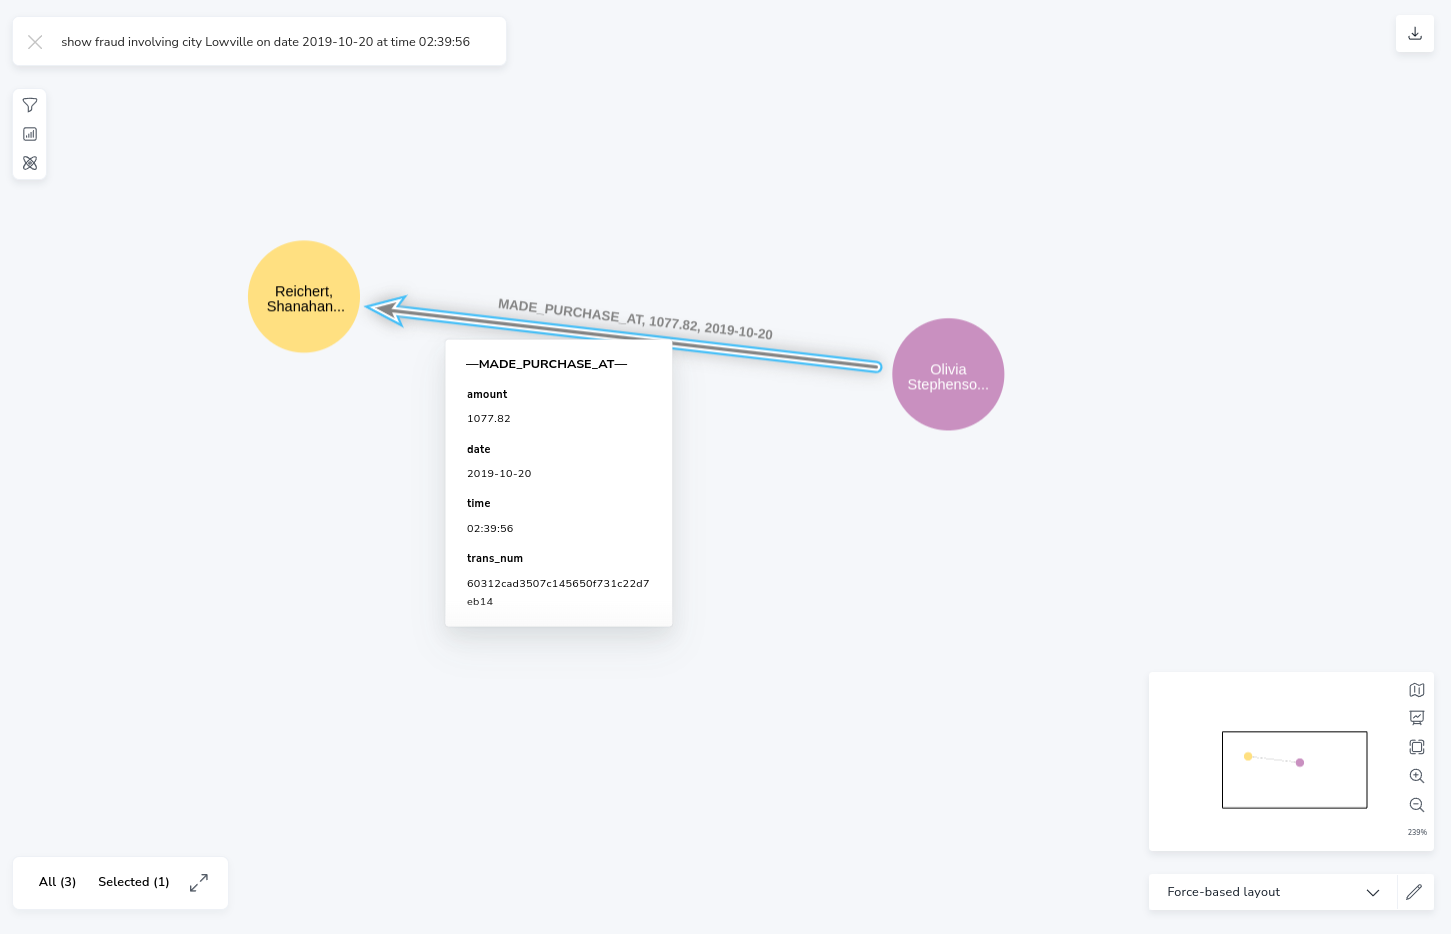 show fraud involving city Lowville on date 2019-10-20 at time 02:39:56
Reichert,
Shanahan...
MADE_PURCHASE_AT, 1077.82, 2019-10-20
Olivia
Stephenso...
—MADE_PURCHASE_AT—
amount
1077.82
date
2019-10-20
time
02:39:56
trans_num
60312cad3507c145650f731c22d7
eb14
239%
All (3) Selected (1)
Force-based layout